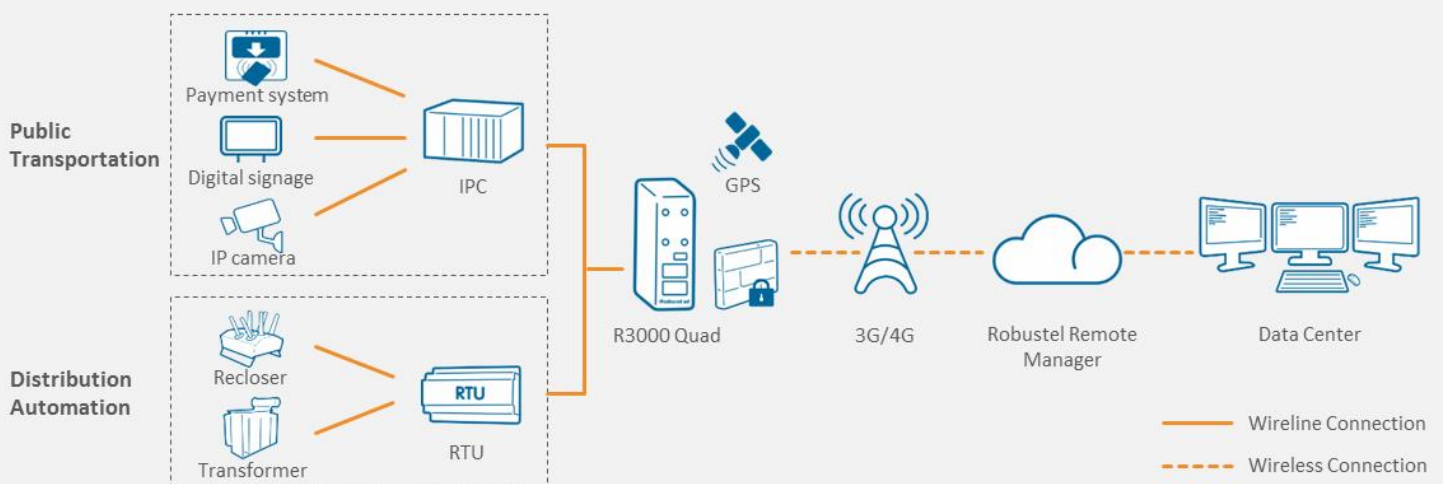 Public
Transportation
Payment system
Digital signage
IP camera
IPC
Distribution
Automation
Recloser
Transformer
RTU
RTU
GPS
R3000 Quad
3G/4G
Robustel Remote
Manager
Data Center
Wireline Connection
Wireless Connection